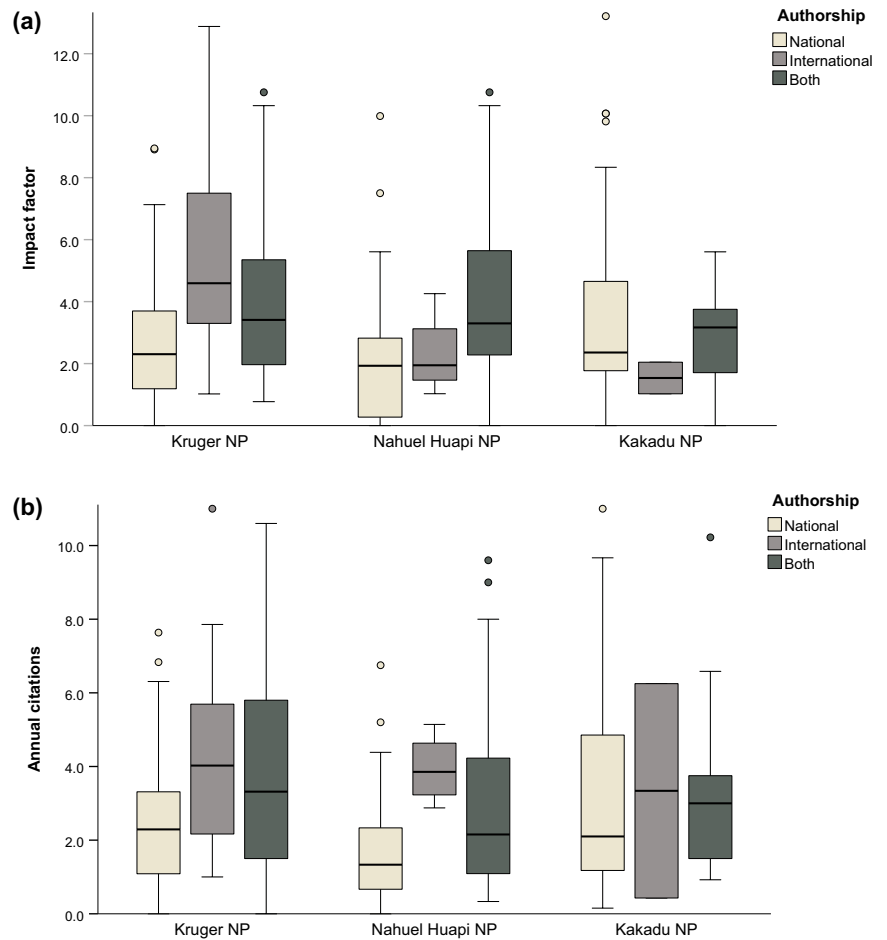 (a)
Authorship
National
International
Both
Impact factor
12.0
10.0
8.0
6.0
4.0
2.0
0.0
Kruger NP
Nahuel Huapi NP
Kakadu NP
(b)
Authorship
National
International
Both
Annual citations
10.0
8.0
6.0
4.0
2.0
0.0
Kruger NP
Nahuel Huapi NP
Kakadu NP